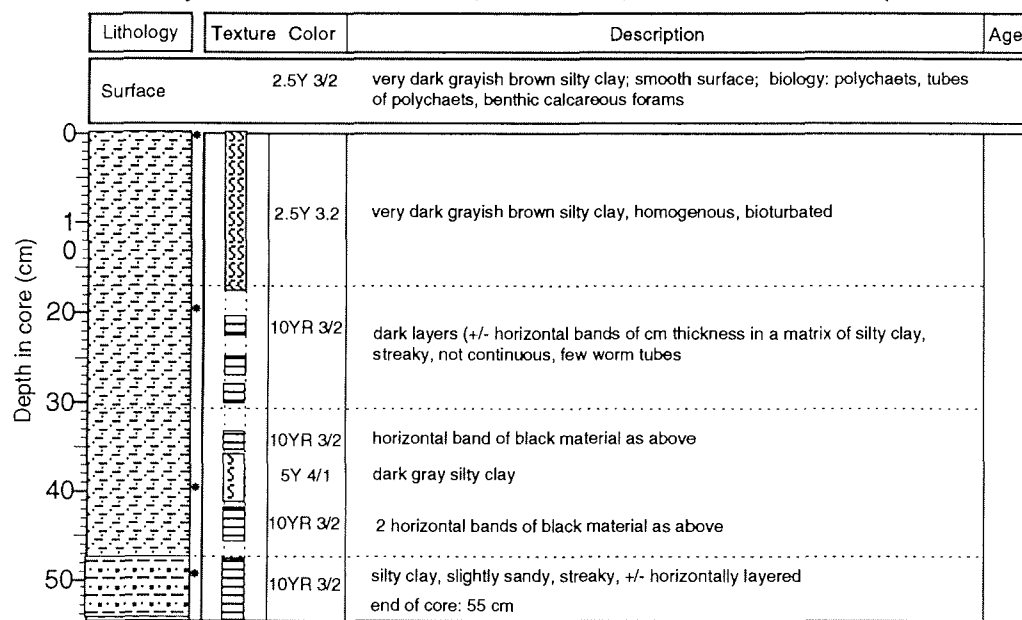 Lithology Texture Color Description Age
Surface 2.5Y 3/2 very dark grayish brown silty clay; smooth surface; biology: polychaets, tubes
of polychaets, benthic calcareous forams
Depth in core (cm)
0
2.5Y 3.2 very dark grayish brown silty clay, homogenous, bioturbated
1
0
20
10YR 3/2 dark layers (+/- horizontal bands of cm thickness in a matrix of silty clay,
streaky, not continuous, few worm tubes
30
10YR 3/2 horizontal band of black material as above
5Y 4/1 dark gray silty clay
40
10YR 3/2 2 horizontal bands of black material as above
50
10YR 3/2 silty clay, slightly sandy, streaky, +/- horizontally layered
end of core: 55 cm